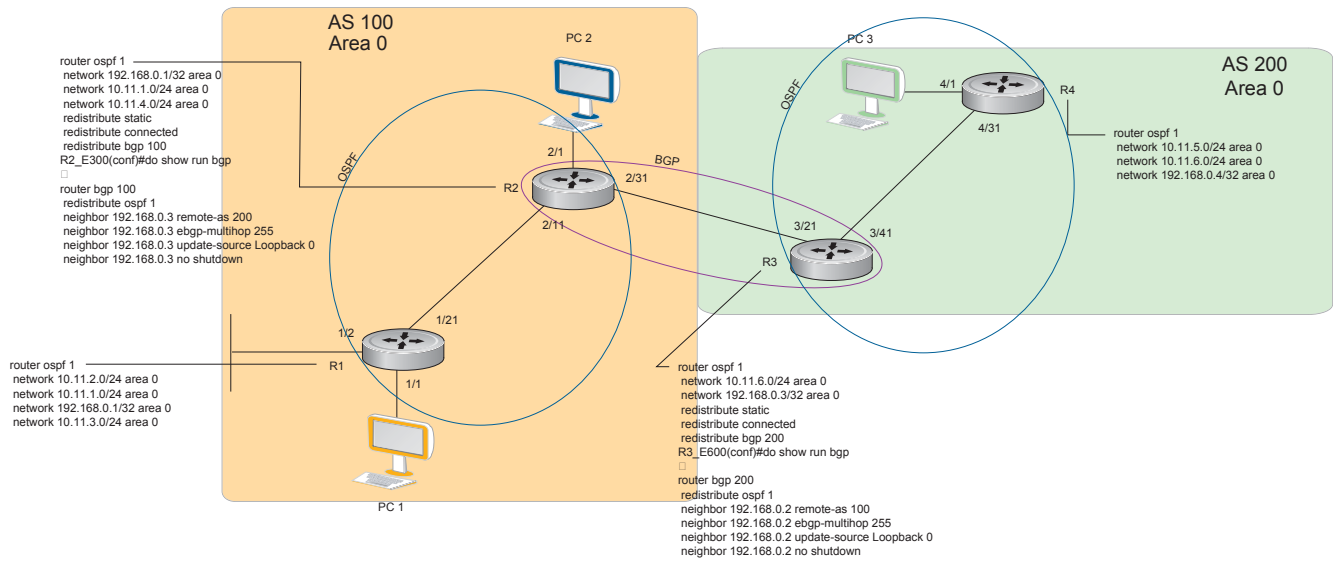 AS 100
Area 0
PC 2
router ospf 1
network 192.168.0.1/32 area 0
network 10.11.1.0/24 area 0
network 10.11.4.0/24 area 0
redistribute static
redistribute connected
redistribute bgp 100
R2_E300(conf)#do show run bgp
router bgp 100
redistribute ospf 1
neighbor 192.168.0.3 remote-as 200
neighbor 192.168.0.3 ebgp-multihop 255
neighbor 192.168.0.3 update-source Loopback 0
neighbor 192.168.0.3 no shutdown
OSPF
2/1
R2
2/31
BGP
2/11
1/21
1/2
R1
1/1
PC 1
router ospf 1
network 10.11.2.0/24 area 0
network 10.11.1.0/24 area 0
network 192.168.0.1/32 area 0
network 10.11.3.0/24 area 0
PC 3
OSPF
4/1
R4
4/31
AS 200
Area 0
router ospf 1
network 10.11.5.0/24 area 0
network 10.11.6.0/24 area 0
network 192.168.0.4/32 area 0
3/21
3/41
R3
router ospf 1
network 10.11.6.0/24 area 0
network 192.168.0.3/32 area 0
redistribute static
redistribute connected
redistribute bgp 200
R3_E600(conf)#do show run bgp
router bgp 200
redistribute ospf 1
neighbor 192.168.0.2 remote-as 100
neighbor 192.168.0.2 ebgp-multihop 255
neighbor 192.168.0.2 update-source Loopback 0
neighbor 192.168.0.2 no shutdown